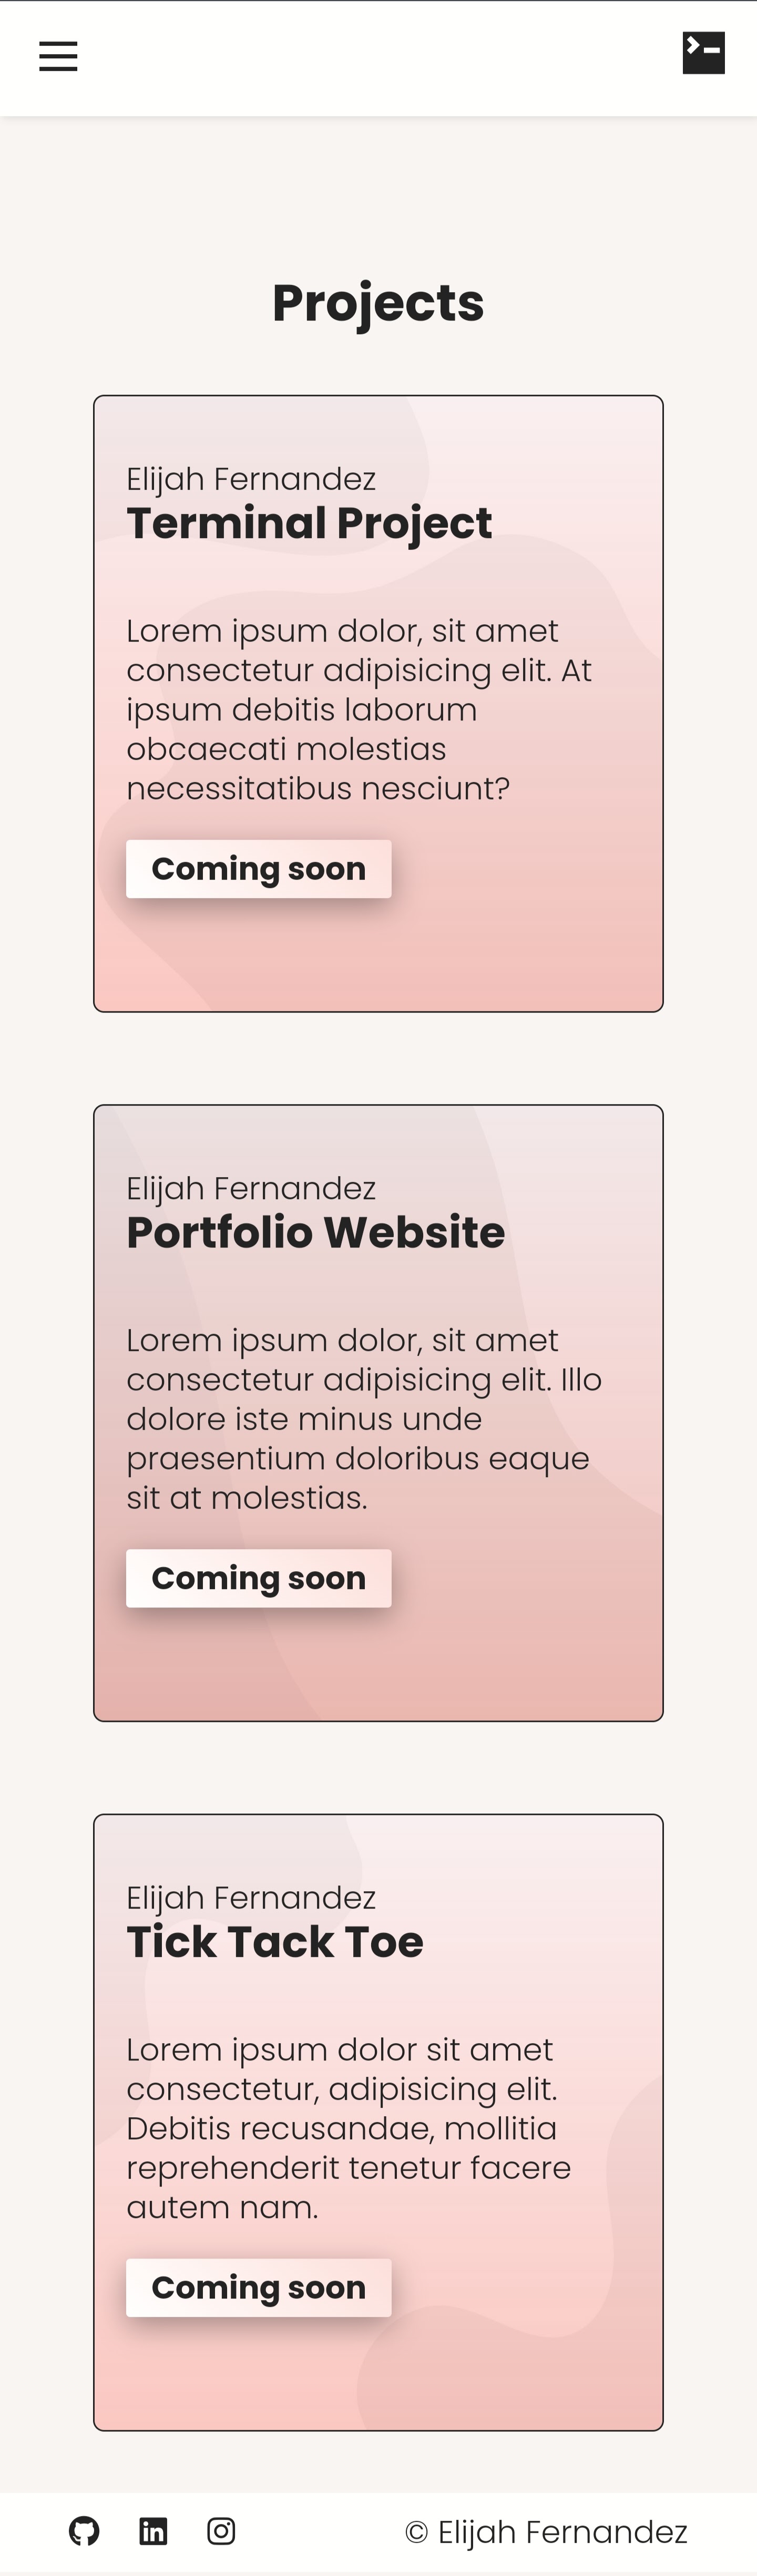 Projects
Elijah Fernandez
Terminal Project
Lorem ipsum dolor, sit amet
consectetur adipisicing elit. At
ipsum debitis laborum
obcaecati molestias
necessitatibus nesciunt?
Coming soon
Elijah Fernandez
Portfolio Website
Lorem ipsum dolor, sit amet
consectetur adipisicing elit. Illo
dolore iste minus unde
praesentium doloribus eaque
sit at molestias.
Coming soon
Elijah Fernandez
Tick Tack Toe
Lorem ipsum dolor sit amet
consectetur, adipisicing elit.
Debitis recusandae, mollitia
reprehenderit tenetur facere
autem nam.
Coming soon
© Elijah Fernandez